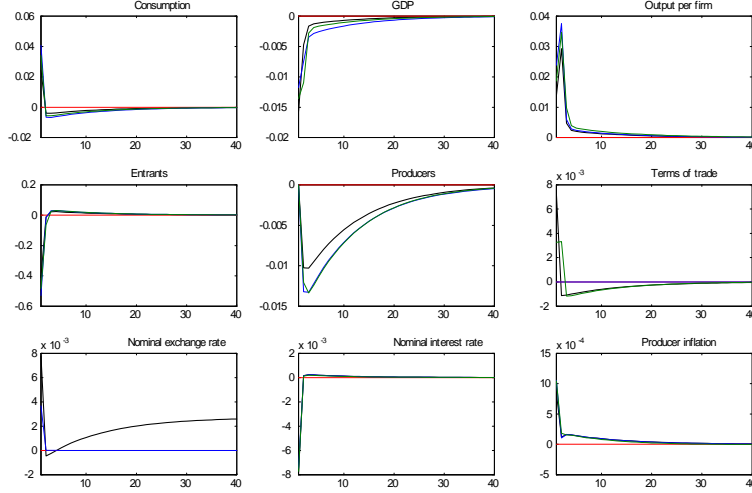 Consumption
GDP
Output per firm
0.06
0.04
0.02
0
-0.02
10 20 30 40
0
-0.005
-0.01
-0.015
-0.02
10 20 30 40
0.04
0.03
0.02
0.01
0
10 20 30 40
Entrants
Producers
Terms of trade
0.2
0
-0.2
-0.4
-0.6
10 20 30 40
0
-0.005
-0.01
-0.015
10 20 30 40
x 10 -3
8
6
4
2
0
-2
10 20 30 40
Nominal exchange rate
Nominal interest rate
Producer inflation
x 10 -3
8
6
4
2
0
-2
10 20 30 40
x 10 -3
2
0
-2
-4
-6
-8
10 20 30 40
x 10 -4
15
10
5
0
-5
10 20 30 40